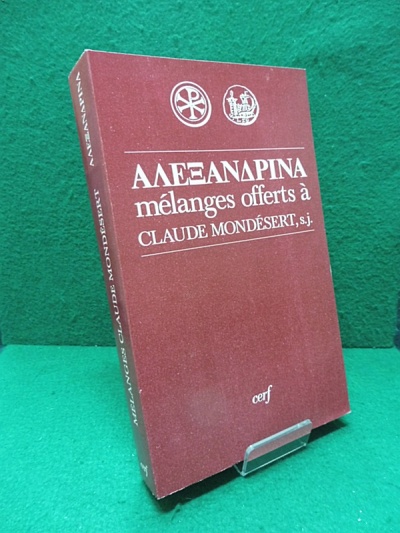 ΑΛΕΞΑΝΔΡΙΝΑ
mélanges offerts à
CLAUDE MONDÉSERT, s.j.
cerf
ΑΛΕΞΑΝΔΡΙΝΑ
MÉLANGES CLAUDE MONDÉSERT